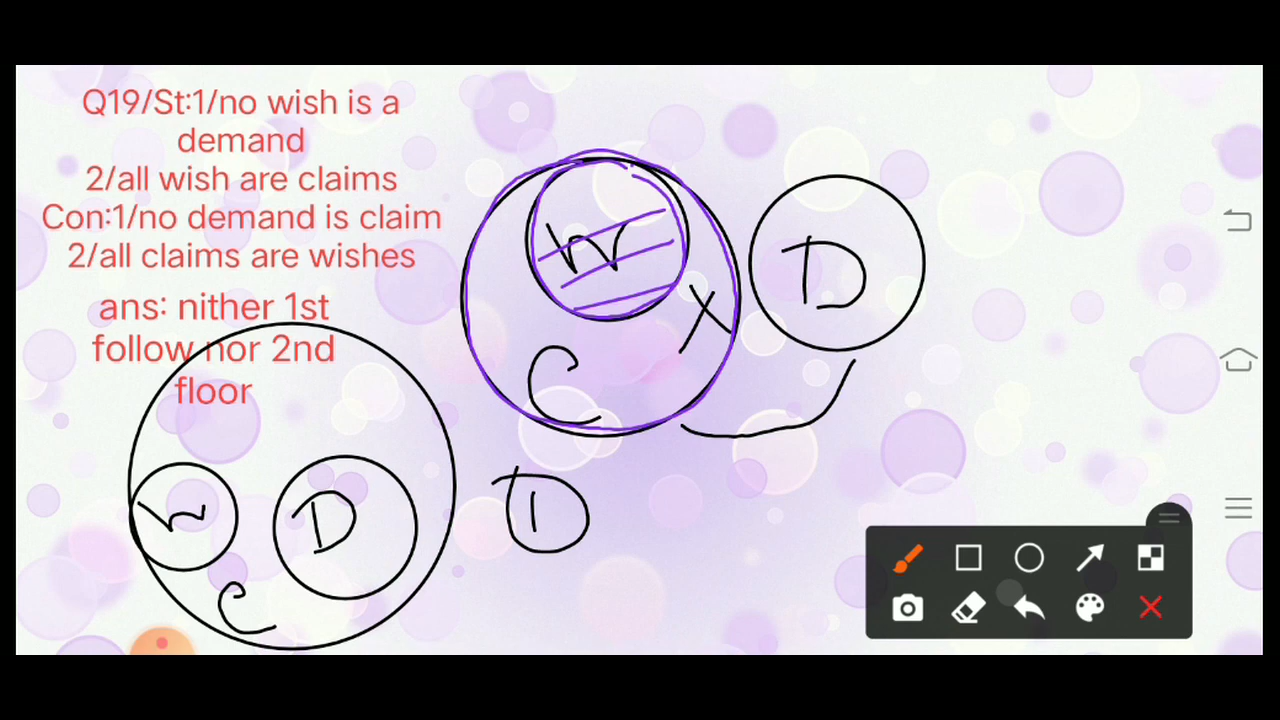 Q19/St:1/no wish is a
demand
2/all wish are claims
Con:1/no demand is claim
2/all claims are wishes
ans: nither 1st
follow nor 2nd
floor
W
X
D
C
W
D
C